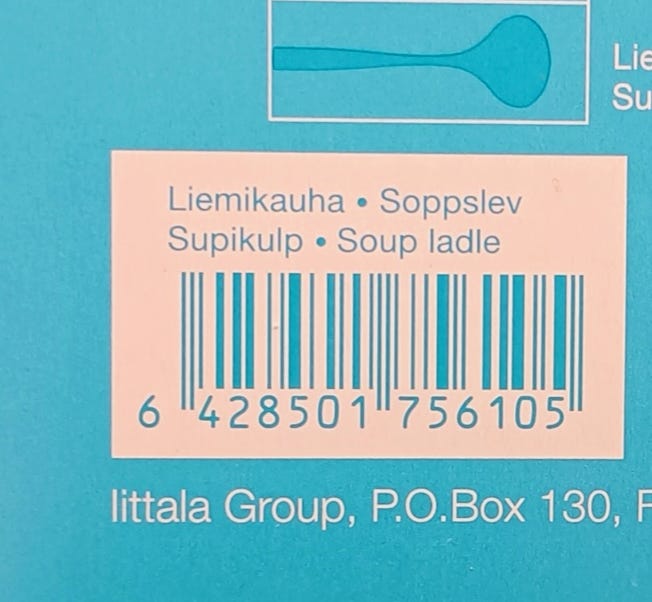 Lie
Su
Liemikauha • Soppslev
Supikulp • Soup ladle
6 428501 756105
Iittala Group, P.O.Box 130, F